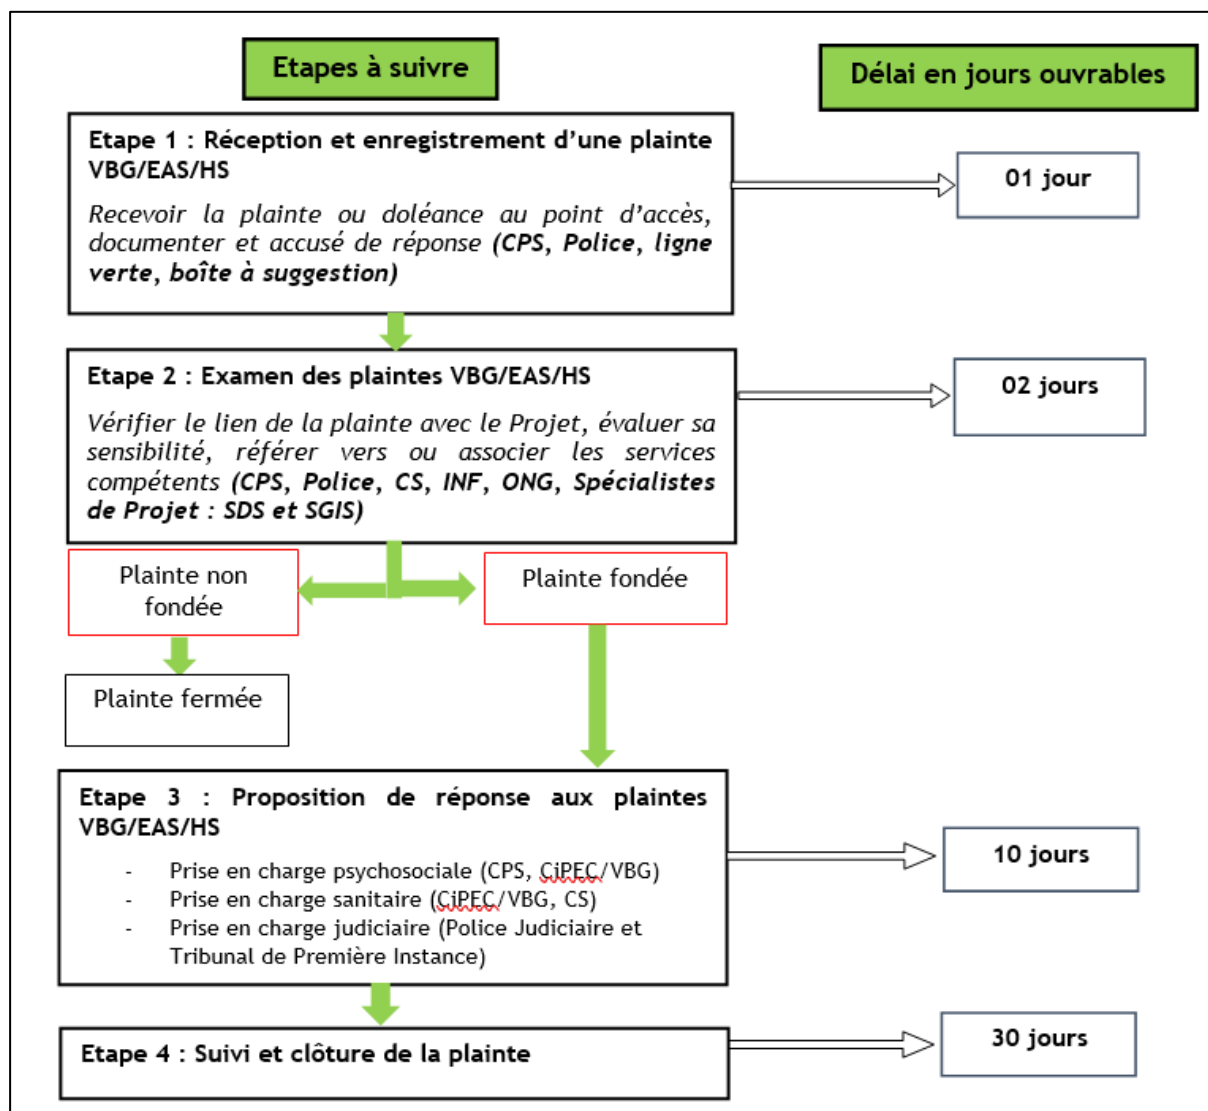 Etapes à suivre
Délai en jours ouvrables
Etape 1 : Réception et enregistrement d’une plainte
VBG/EAS/HS
Recevoir la plainte ou doléance au point d’accès,
documenter et accusé de réponse (CPS, Police, ligne
verte, boîte à suggestion)
01 jour
Etape 2 : Examen des plaintes VBG/EAS/HS
Vérifier le lien de la plainte avec le Projet, évaluer sa
sensibilité, référer vers ou associer les services
compétents (CPS, Police, CS, INF, ONG, Spécialistes
de Projet : SDS et SGIS)
02 jours
Plainte non
fondée
Plainte fondée
Plainte fermée
Etape 3 : Proposition de réponse aux plaintes
VBG/EAS/HS
- Prise en charge psychosociale (CPS, CiPEC/VBG)
- Prise en charge sanitaire (CiPEC/VBG, CS)
- Prise en charge judiciaire (Police Judiciaire et
Tribunal de Première Instance)
10 jours
Etape 4 : Suivi et clôture de la plainte
30 jours